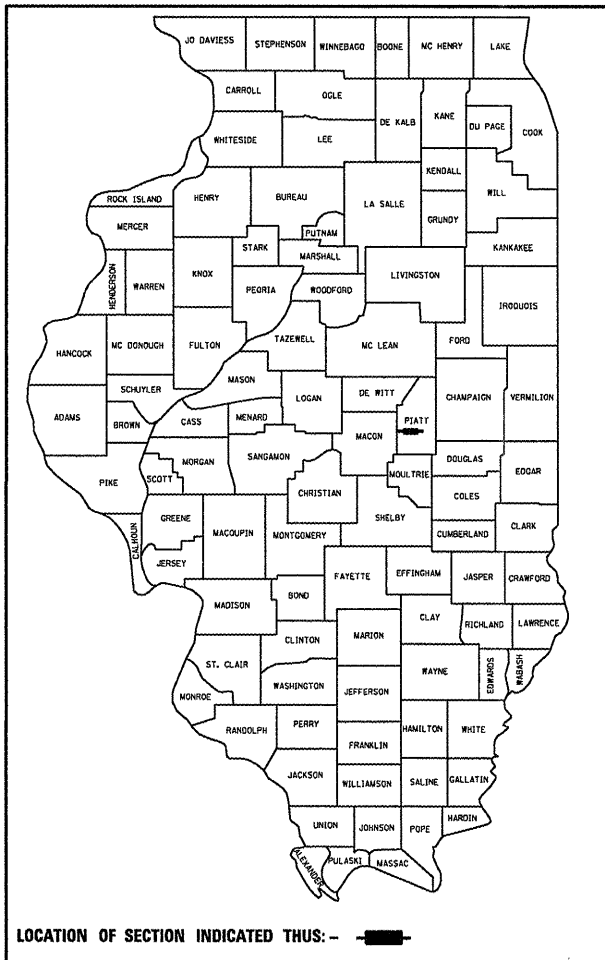 JO DAVIESS
STEPHENSON
WINNEBAGO
BOONE
MC HENRY
LAKE
CARROLL
OGLE
DE KALB
KANE
DU PAGE
COOK
WHITESIDE
LEE
KENDALL
WILL
ROCK ISLAND
HENRY
BUREAU
LA SALLE
GRUNDY
MERCER
PUTNAM
STARK
MARSHALL
KANKAKEE
HENDERSON
WARREN
KNOX
PEORIA
WOODFORD
LIVINGSTON
IROQUOIS
HANCOCK
MC DONOUGH
FULTON
TAZEWELL
MC LEAN
FORD
SCHUYLER
MASON
LOGAN
DE WITT
CHAMPAIGN
VERMILION
ADAMS
BROWN
CASS
MENARD
MACON
PIATT
PIKE
SCOTT
MORGAN
SANGAMON
CHRISTIAN
MOULTRIE
DOUGLAS
EDGAR
COLES
CALHOUN
GREENE
MACOUPIN
MONTGOMERY
SHELBY
CUMBERLAND
CLARK
JERSEY
FAYETTE
EFFINGHAM
JASPER
CRAWFORD
MADISON
BOND
CLAY
RICHLAND
LAWRENCE
CLINTON
MARION
ST. CLAIR
WAYNE
EDWARDS
WABASH
WASHINGTON
JEFFERSON
MONROE
RANDOLPH
PERRY
HAMILTON
WHITE
FRANKLIN
JACKSON
WILLIAMSON
SALINE
GALLATIN
UNION
JOHNSON
POPE
HARDIN
ALEXANDER
PULASKI
MASSAC
LOCATION OF SECTION INDICATED THUS: -